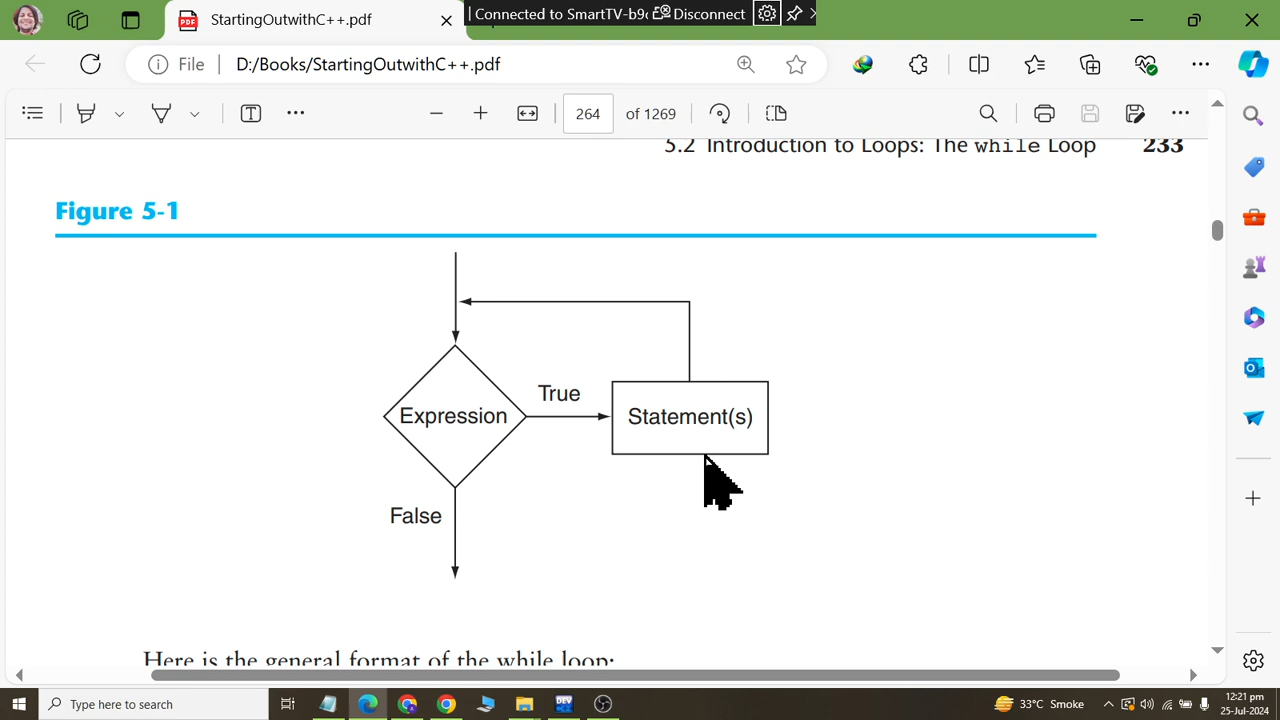 StartingOutwithC++.pdf
Connected to SmartTV-b9
Disconnect
File
D:/Books/StartingOutwithC++.pdf
264 of 1269
5.2 Introduction to Loops: The while Loop 233
Figure 5-1
Expression
True
Statement(s)
False
Here is the general format of the while loop:
Type here to search
DEV
33°C Smoke
12:21 pm
25-Jul-2024